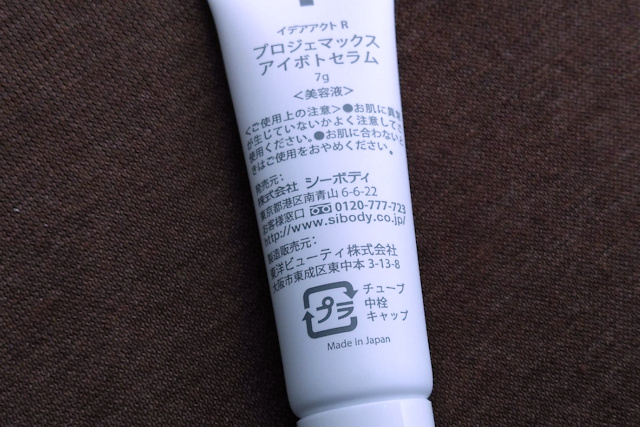 イデアアクト R
プロジェマックス
アイボトセラム
7g
＜美容液＞
＜ご使用上の注意＞●お肌に異常
が生じていないかよく注意してご
使用ください。●お肌に合わないと
きはご使用をおやめください。
発売元：
株式会社 シーボディ
東京都港区南青山 6-6-22
お客様窓口 0120-777-723
http://www.sibody.co.jp/
製造販売元：
東洋ビューティ株式会社
大阪市東成区東中本 3-13-8
プラ
チューブ
中栓
キャップ
Made In Japan